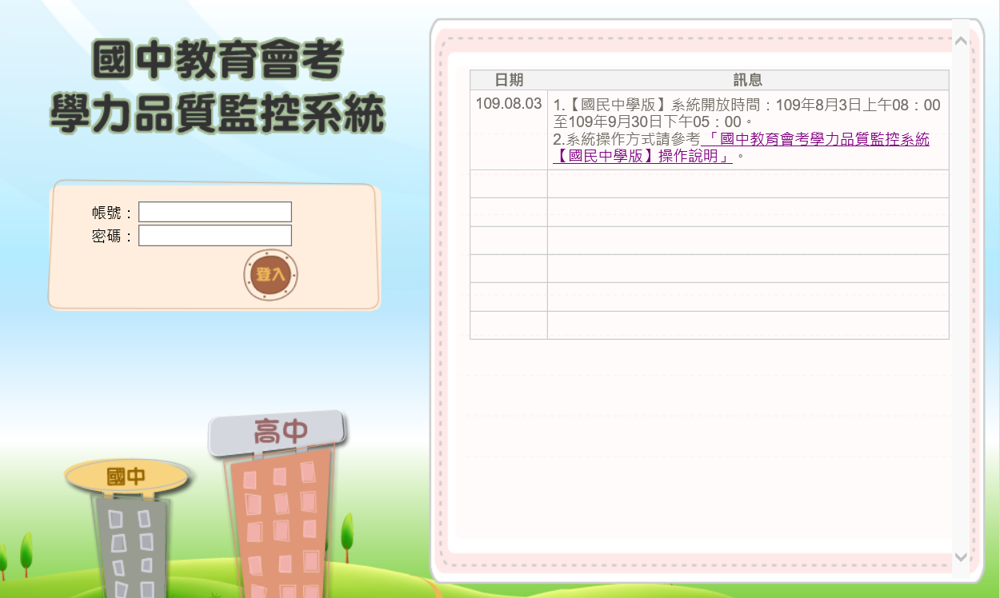 國中教育會考
學力品質監控系統
帳號：
密碼：
登入
高中
國中
日期 訊息
109.08.03 1.【國民中學版】系統開放時間：109年8月3日上午08：00
至109年9月30日下午05：00。
2.系統操作方式請參考「國中教育會考學力品質監控系統
【國民中學版】操作說明」。